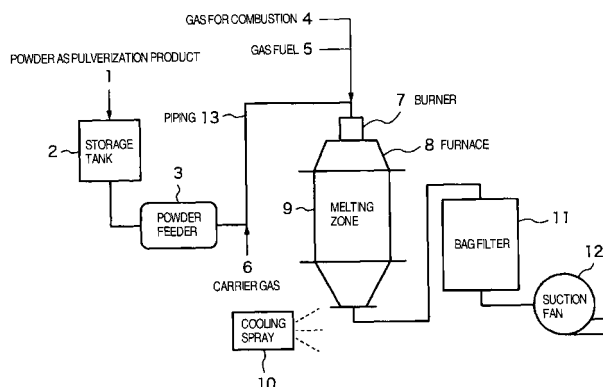 GAS FOR COMBUSTION 4
GAS FUEL 5
POWDER AS PULVERIZATION PRODUCT
1
7 BURNER
PIPING 13
2
STORAGE
TANK
8 FURNACE
3
9
MELTING
ZONE
POWDER
FEEDER
11
BAG FILTER
12
6
CARRIER GAS
SUCTION
FAN
COOLING
SPRAY
10